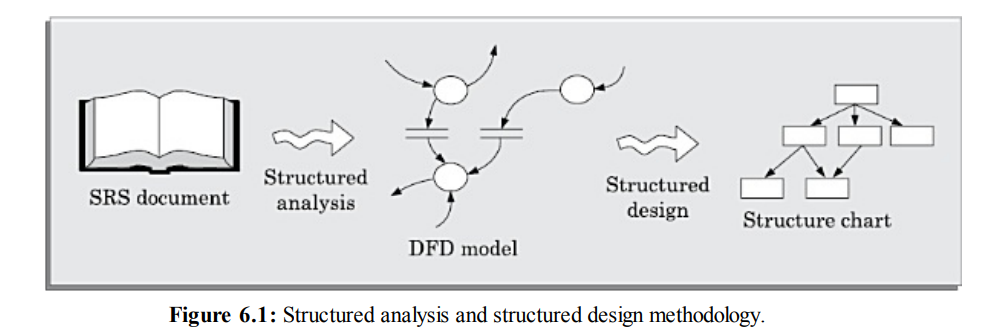 SRS document
Structured
analysis
DFD model
Structured
design
Structure chart
Figure 6.1: Structured analysis and structured design methodology.